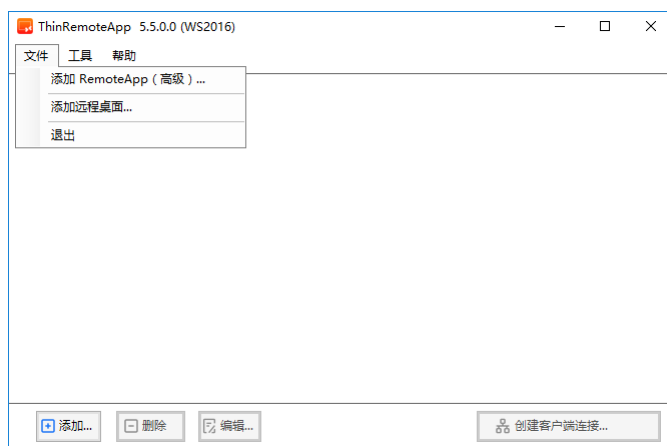 ThinRemoteApp 5.5.0.0 (WS2016)
文件 工具 帮助
添加 RemoteApp（高级）...
添加远程桌面...
退出
添加... 删除 编辑... 创建客户端连接...